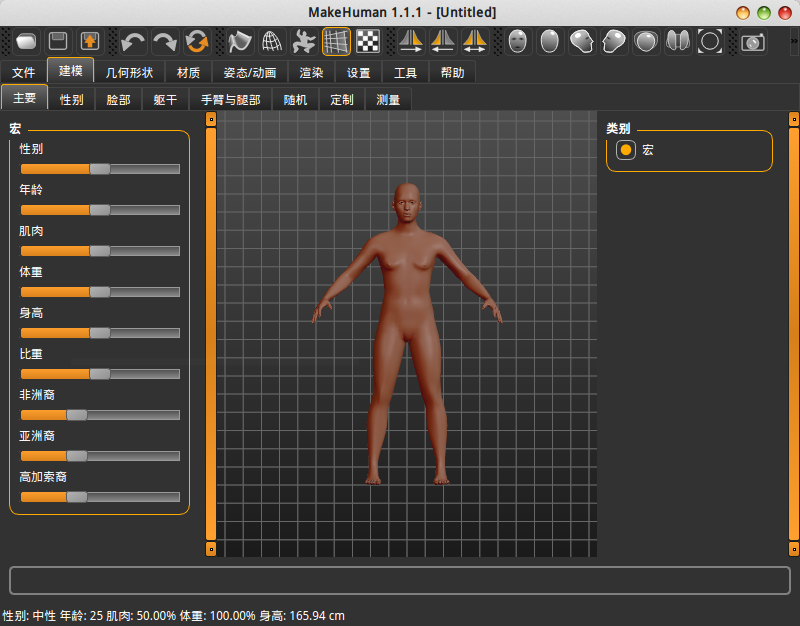 MakeHuman 1.1.1 - [Untitled]
文件 建模 几何形状 材质 姿态/动画 渲染 设置 工具 帮助
主要 性别 脸部 躯干 手臂与腿部 随机 定制 测量
宏
性别
年龄
肌肉
体重
身高
比重
非洲裔
亚洲裔
高加索裔
类别
宏
性别: 中性 年龄: 25 肌肉: 50.00% 体重: 100.00% 身高: 165.94 cm